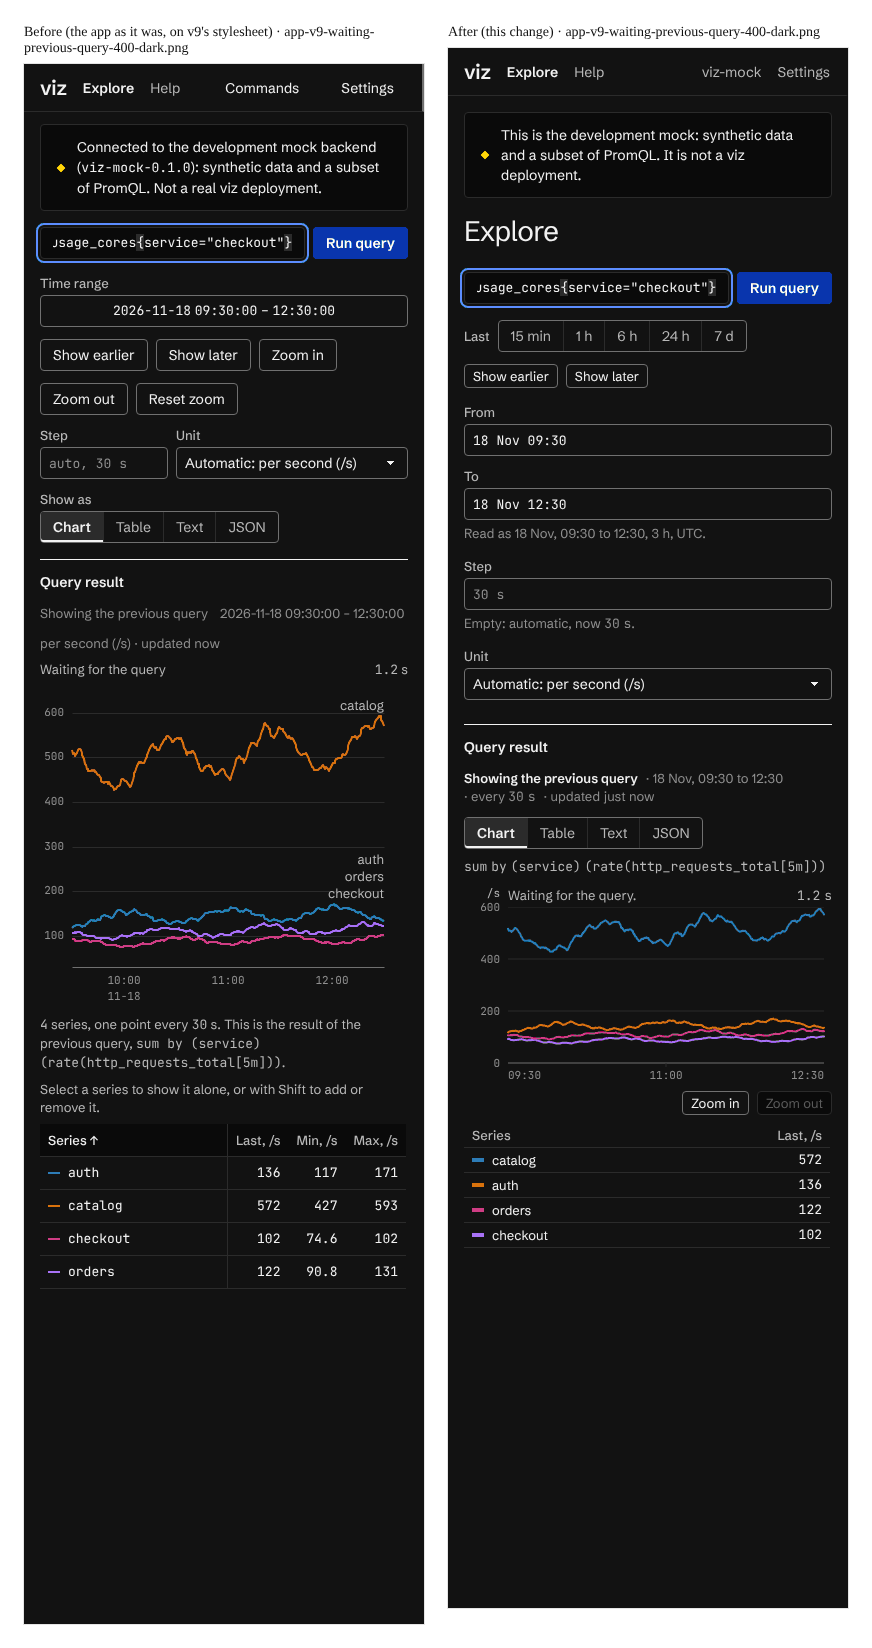 Before (the app as it was, on v9's stylesheet) · app-v9-waiting-
previous-query-400-dark.png
viz Explore Help Commands Settings
Connected to the development mock backend
(viz-mock-0.1.0): synthetic data and a subset
of PromQL. Not a real viz deployment.
usage_cores{service="checkout"} Run query
Time range
2026-11-18 09:30:00 – 12:30:00
Show earlier Show later Zoom in
Zoom out Reset zoom
Step Unit
auto, 30 s Automatic: per second (/s)
Show as
Chart Table Text JSON
Query result
Showing the previous query 2026-11-18 09:30:00 – 12:30:00
per second (/s) · updated now
Waiting for the query 1.2 s
catalog
600
500
400
300
auth
orders
200
checkout
100
10:00 11:00 12:00
11-18
4 series, one point every 30 s. This is the result of the
previous query, sum by (service)
(rate(http_requests_total[5m])).
Select a series to show it alone, or with Shift to add or
remove it.
Series ↑ Last, /s Min, /s Max, /s
auth 136 117 171
catalog 572 427 593
checkout 102 74.6 102
orders 122 90.8 131
After (this change) · app-v9-waiting-previous-query-400-dark.png
viz Explore Help viz-mock Settings
This is the development mock: synthetic data
and a subset of PromQL. It is not a viz
deployment.
Explore
usage_cores{service="checkout"} Run query
Last 15 min 1 h 6 h 24 h 7 d
Show earlier Show later
From
18 Nov 09:30
To
18 Nov 12:30
Read as 18 Nov, 09:30 to 12:30, 3 h, UTC.
Step
30 s
Empty: automatic, now 30 s.
Unit
Automatic: per second (/s)
Query result
Showing the previous query · 18 Nov, 09:30 to 12:30
· every 30 s · updated just now
Chart Table Text JSON
sum by (service) (rate(http_requests_total[5m]))
/s Waiting for the query. 1.2 s
600
400
200
0
09:30 11:00 12:30
Zoom in Zoom out
Series Last, /s
catalog 572
auth 136
orders 122
checkout 102